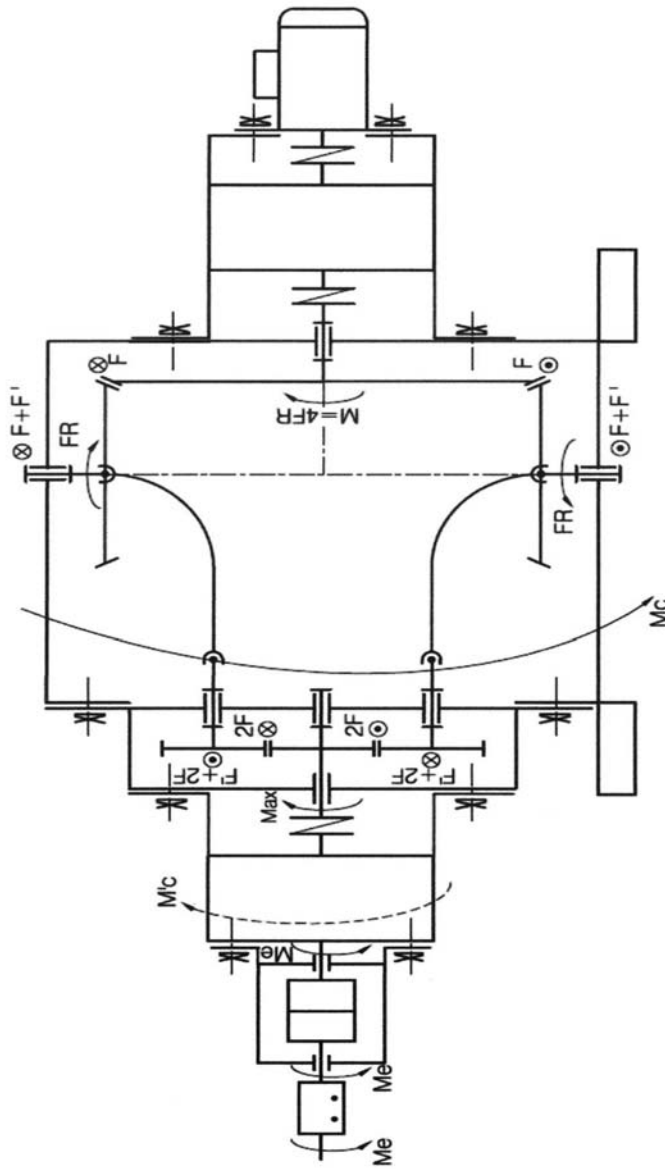 ⊗ F+F'
⊗ F
FR
M=4FR
F ⊙
FR
⊙ F+F'
Mc
2F ⊗
2F ⊙
F'+2F ⊙
F'+2F ⊗
Max
M'c
Me
Me
Me